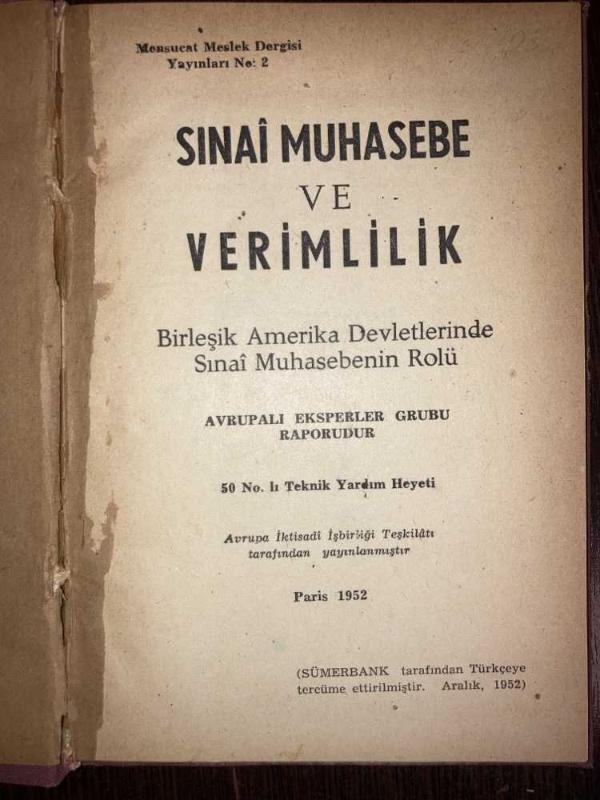 Mensucat Meslek Dergisi
Yayınları No: 2
SINAÎ MUHASEBE
VE
VERİMLİLİK
Birleşik Amerika Devletlerinde
Sınaî Muhasebenin Rolü
AVRUPALI EKSPERLER GRUBU
RAPORUDUR
50 No. lı Teknik Yardım Heyeti
Avrupa İktisadî İşbirliği Teşkilâtı
tarafından yayınlanmıştır
Paris 1952
(SÜMERBANK tarafından Türkçeye
tercüme ettirilmiştir. Aralık, 1952)